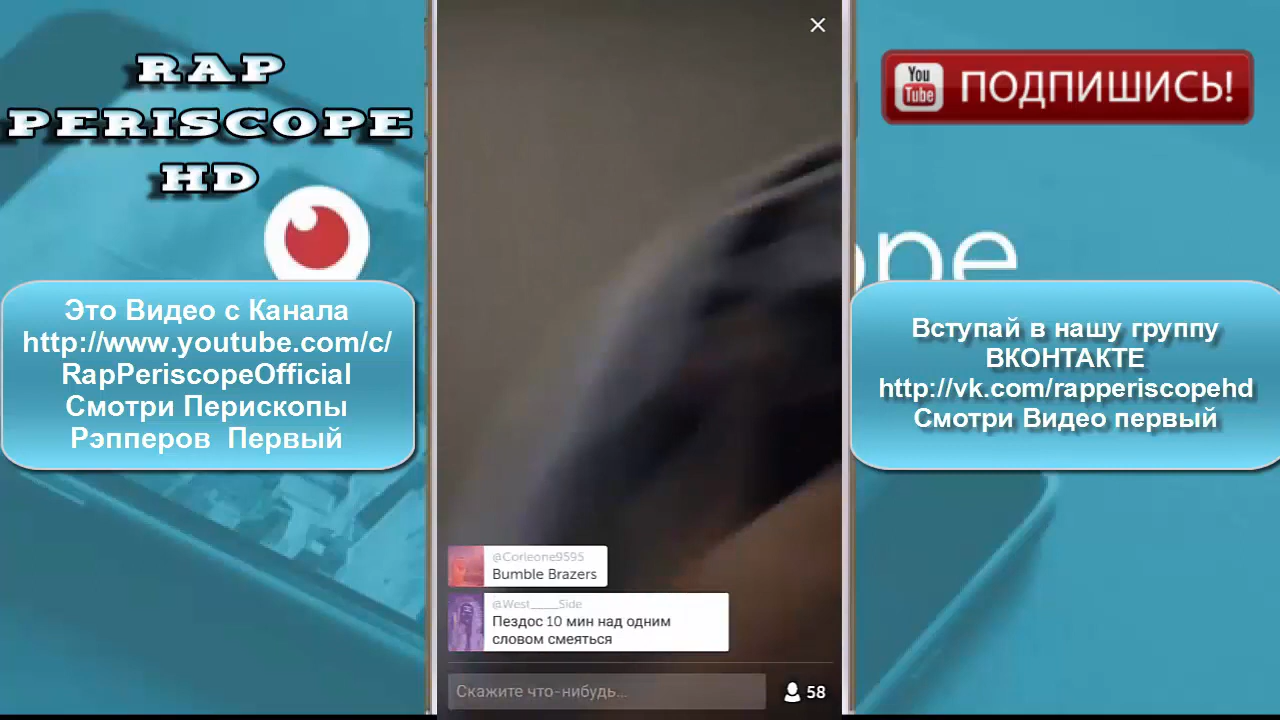 RAP
PERISCOPE
HD
Это Видео с Канала
http://www.youtube.com/c/
RapPeriscopeOfficial
Смотри Перископы
Рэпперов Первый
@Corleone9595
Bumble Brazers
@West____Side
Пездос 10 мин над одним
словом смеяться
Скажите что-нибудь...
58
You
Tube
ПОДПИШИСЬ!
one
Вступай в нашу группу
ВКОНТАКТЕ
http://vk.com/rapperiscopehd
Смотри Видео первый